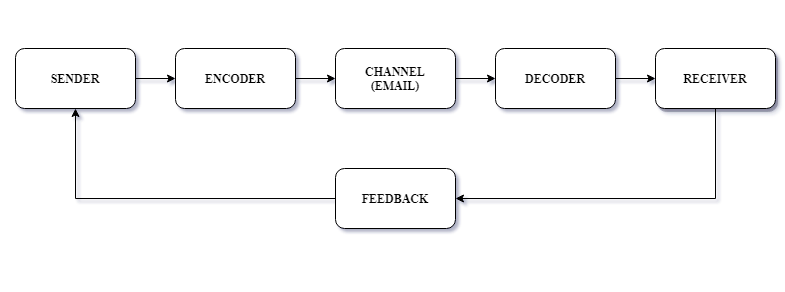 SENDER
ENCODER
CHANNEL
(EMAIL)
DECODER
RECEIVER
FEEDBACK